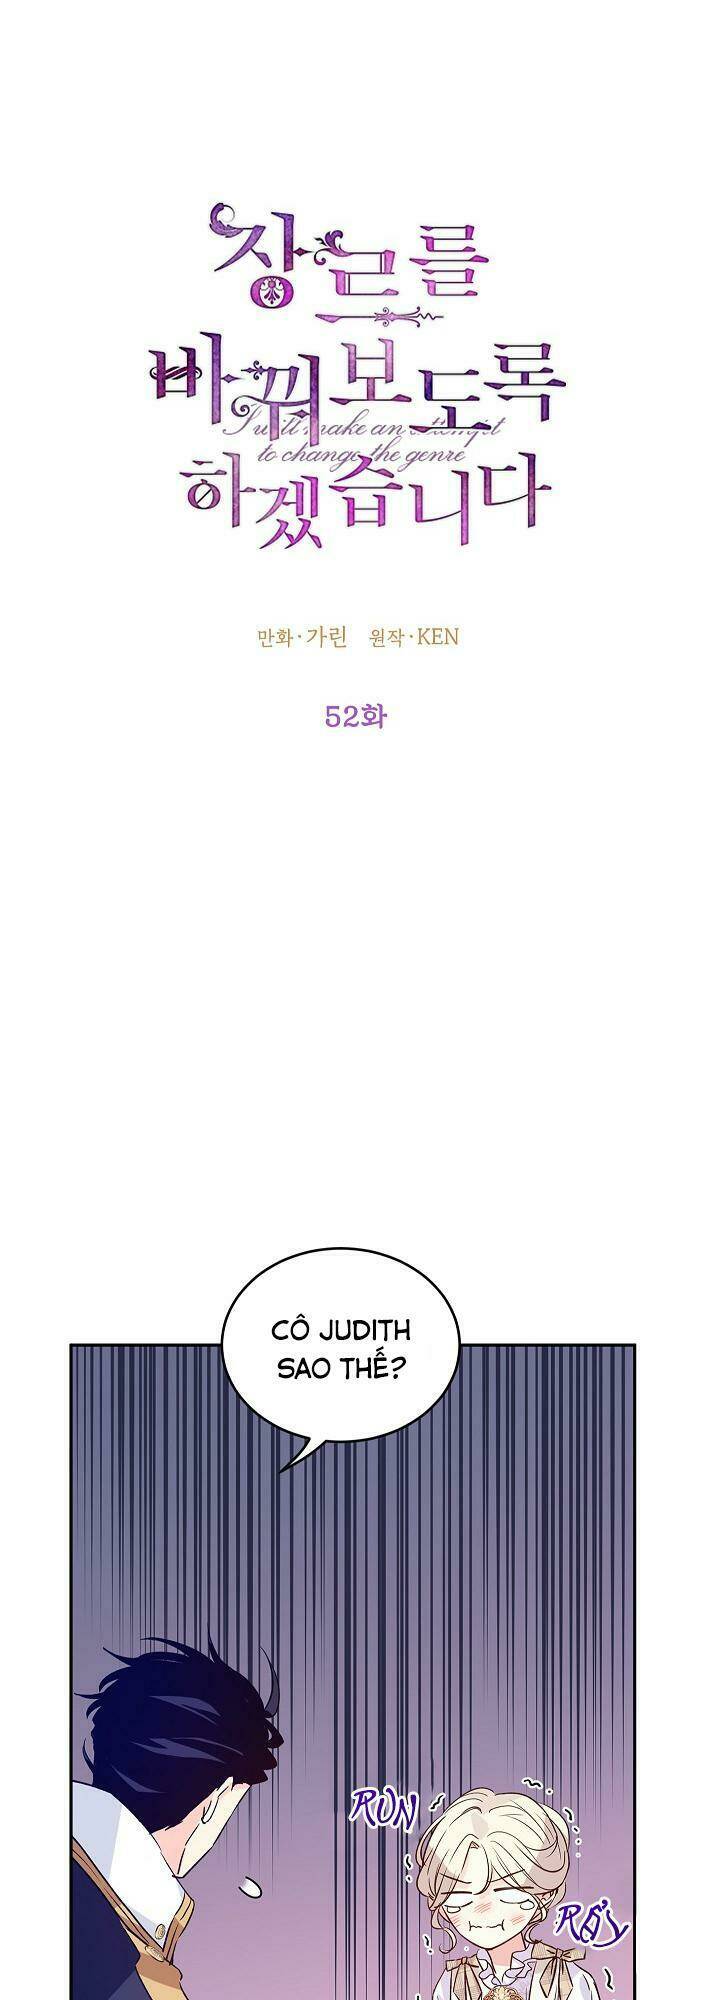 장르를
바꿔보도록
I will make an attempt
to change the genre
하겠습니다
만화·가린 원작·KEN
52화
CÔ JUDITH
SAO THẾ?
RUN
RẨY